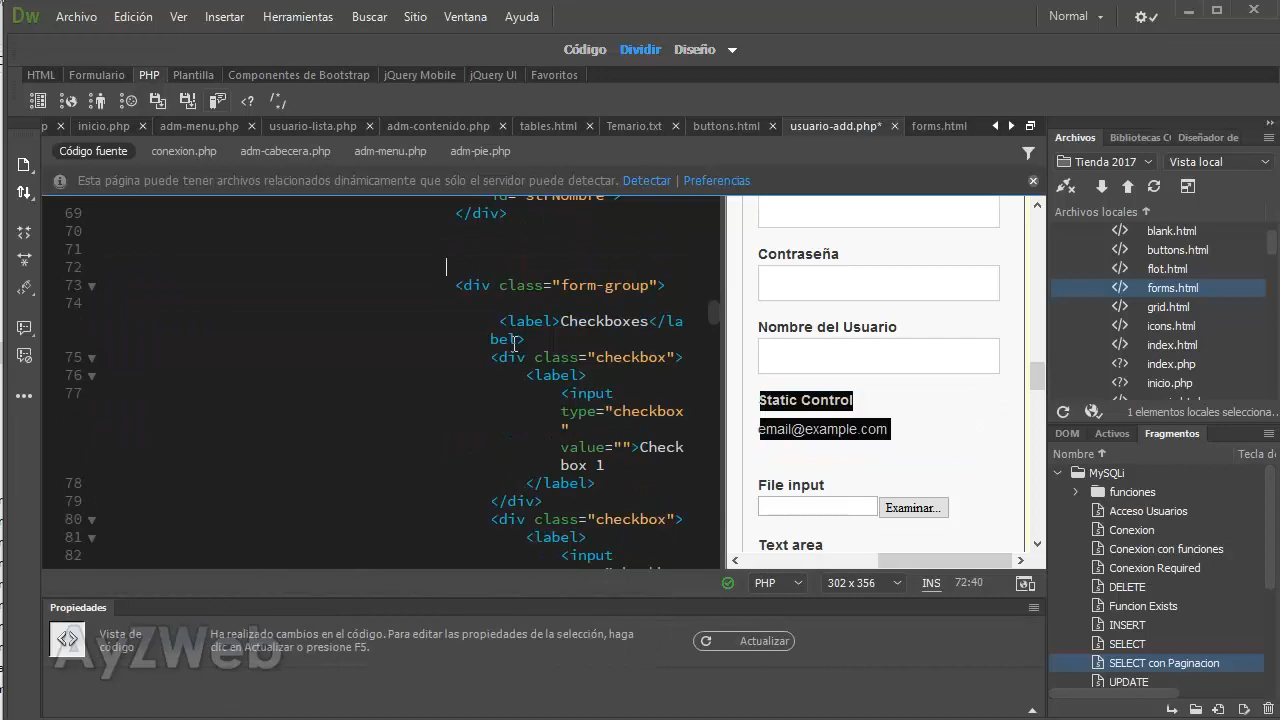 Dw Archivo Edición Ver Insertar Herramientas Buscar Sitio Ventana Ayuda Normal
Código Dividir Diseño
HTML Formulario PHP Plantilla Componentes de Bootstrap jQuery Mobile jQuery UI Favoritos
p inicio.php adm-menu.php usuario-lista.php adm-contenido.php tables.html Temario.txt buttons.html usuario-add.php* forms.html
Código fuente conexion.php adm-cabecera.php adm-menu.php adm-pie.php
Esta página puede tener archivos relacionados dinámicamente que sólo el servidor puede detectar. Detectar | Preferencias
id="strNombre">
69 </div>
70
71
72
73 <div class="form-group">
74
<label>Checkboxes</la
bel>
75 <div class="checkbox">
76 <label>
77 <input
type="checkbox
"
value="">Check
box 1
78 </label>
79 </div>
80 <div class="checkbox">
81 <label>
82 <input
Contraseña
Nombre del Usuario
Static Control
email@example.com
File input
Examinar...
Text area
PHP 302 x 356 INS 72:40
Propiedades
Vista de
código
Ha realizado cambios en el código. Para editar las propiedades de la selección, haga
clic en Actualizar o presione F5.
Actualizar
AyZWeb
Archivos Bibliotecas CC Diseñador de
Tienda 2017 Vista local
Archivos locales
blank.html
buttons.html
flot.html
forms.html
grid.html
icons.html
index.html
index.php
inicio.php
1 elementos locales selecciona
DOM Activos Fragmentos
Nombre Tecla de
MySQLi
funciones
Acceso Usuarios
Conexion
Conexion con funciones
Conexion Required
DELETE
Funcion Exists
INSERT
SELECT
SELECT con Paginacion
UPDATE